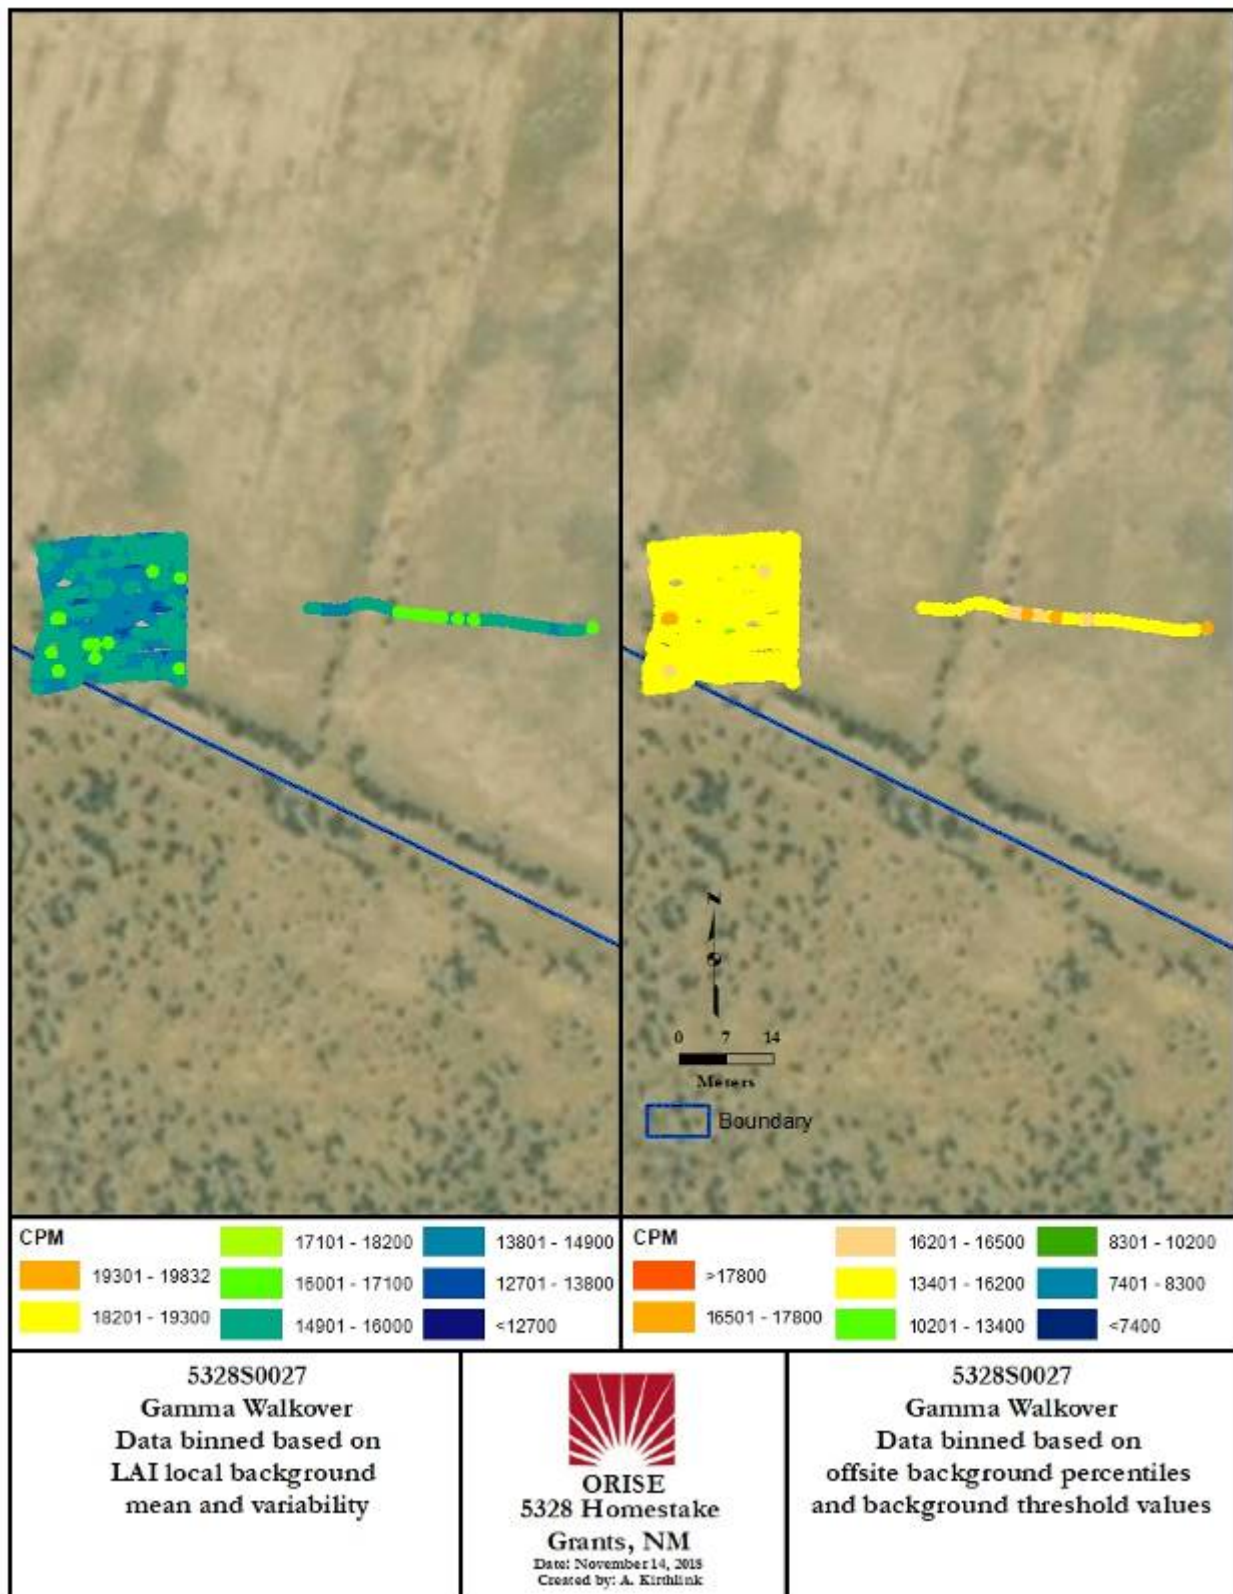 N
0 7 14
Meters
Boundary
CPM
19301 - 19832
18201 - 19300
17101 - 18200
16001 - 17100
14901 - 16000
13801 - 14900
12701 - 13800
<12700
CPM
>17800
16501 - 17800
16201 - 16500
13401 - 16200
10201 - 13400
8301 - 10200
7401 - 8300
<7400
5328S0027
Gamma Walkover
Data binned based on
LAI local background
mean and variability
ORISE
5328 Homestake
Grants, NM
Date: November 14, 2018
Created by: A. Kirthlink
5328S0027
Gamma Walkover
Data binned based on
offsite background percentiles
and background threshold values